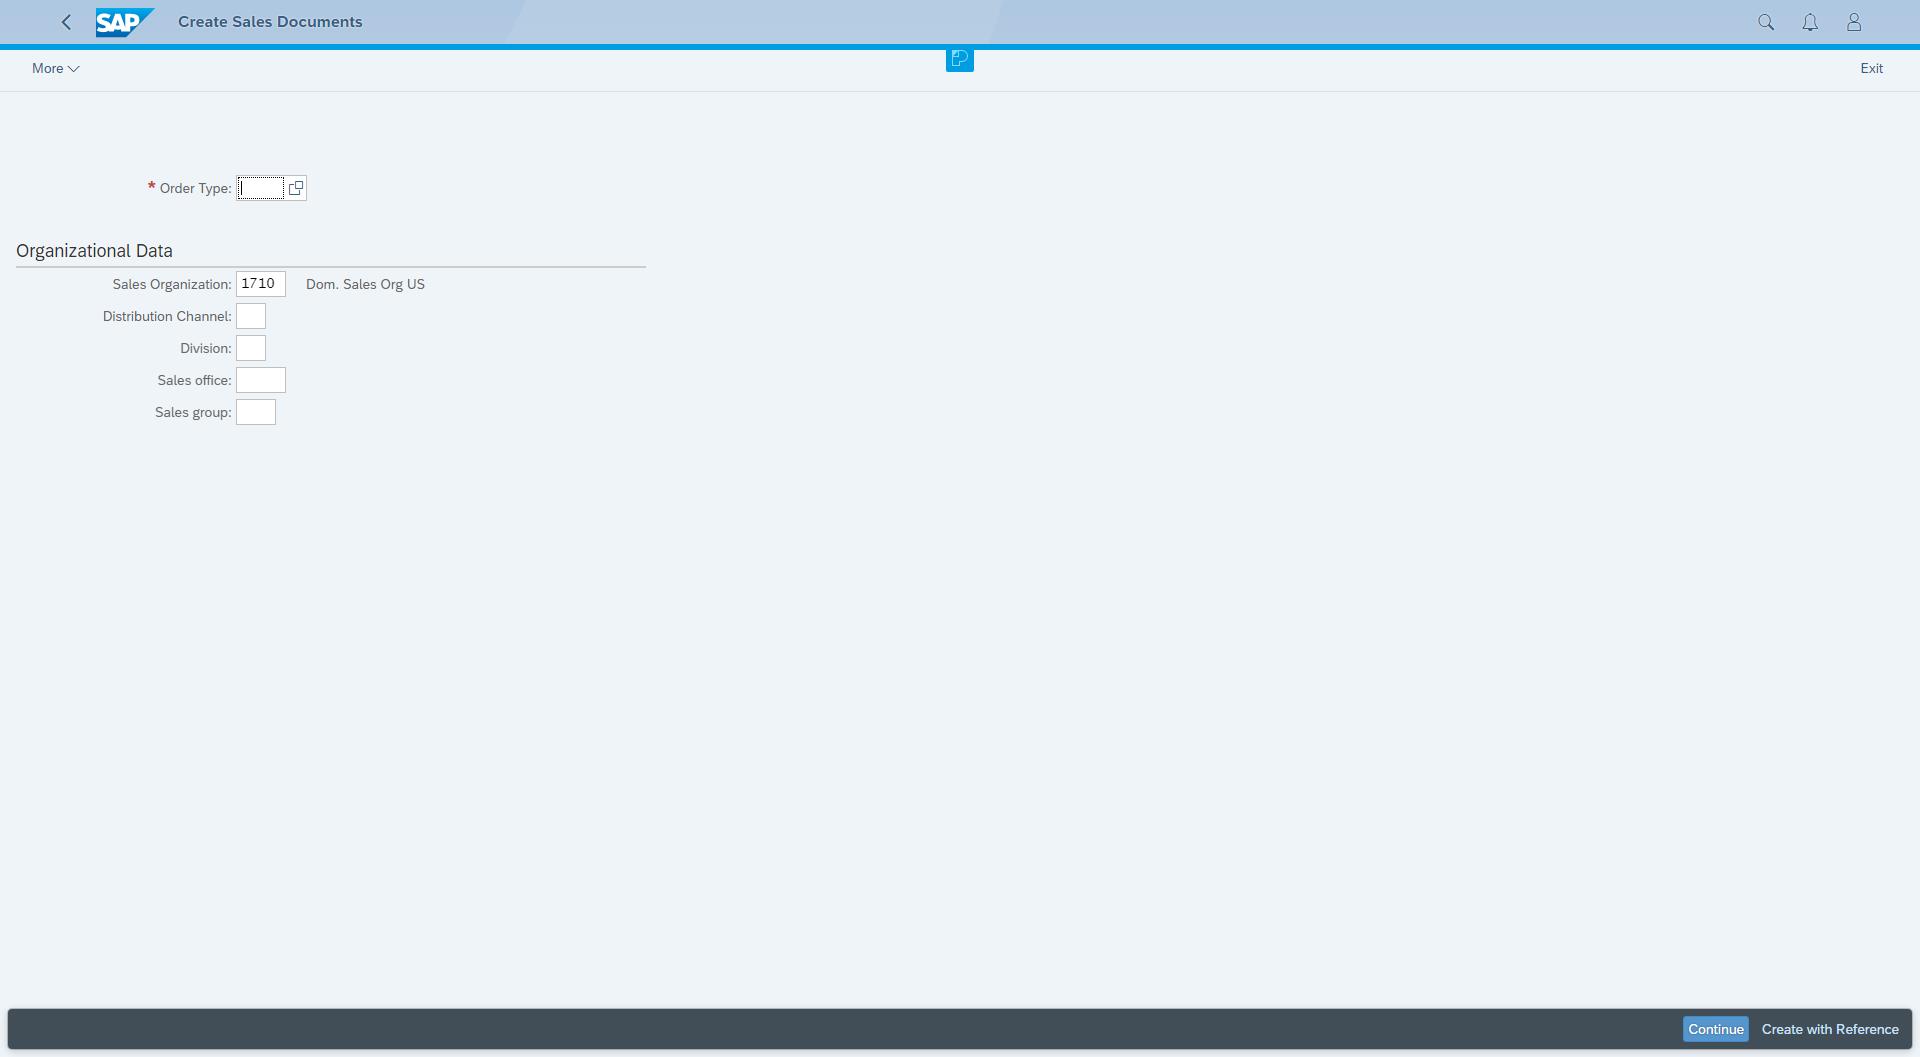 SAP Create Sales Documents
More Exit
* Order Type:
Organizational Data
Sales Organization: 1710 Dom. Sales Org US
Distribution Channel:
Division:
Sales office:
Sales group:
Continue Create with Reference